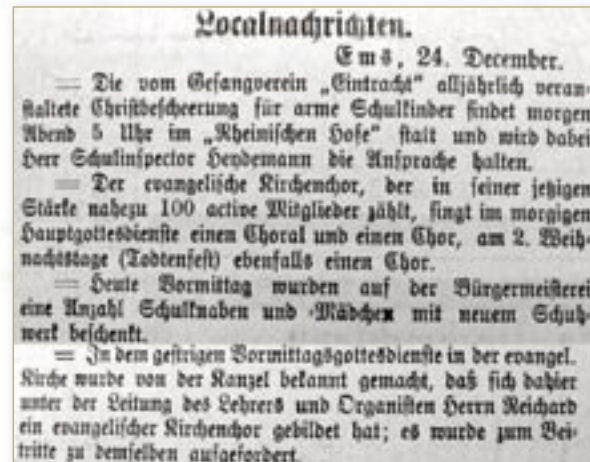 Localnachrichten.
Ems, 24. December.
= Die vom Gesangverein „Eintracht" alljährlich veran-
staltete Christbescheerung für arme Schulkinder findet morgen
Abend 5 Uhr im „Rheinischen Hofe" statt und wird dabei
Herr Schulinspector Heydemann die Ansprache halten.
= Der evangelische Kirchenchor, der in seiner jetzigen
Stärke nahezu 100 active Mitglieder zählt, singt im morgigen
Hauptgottesdienste einen Choral und einen Chor, am 2. Weih-
nachstage (Todtenfest) ebenfalls einen Chor.
= Heute Vormittag wurden auf der Bürgermeisterei
eine Anzahl Schulknaben und -Mädchen mit neuem Schuh-
werk beschenkt.
= In dem gestrigen Vormittagsgottesdienste in der evangel.
Kirche wurde von der Kanzel bekannt gemacht, daß sich dahier
unter der Leitung des Lehrers und Organisten Herrn Reichard
ein evangelischer Kirchenchor gebildet hat; es wurde zum Bei-
tritte zu demselben aufgefordert.